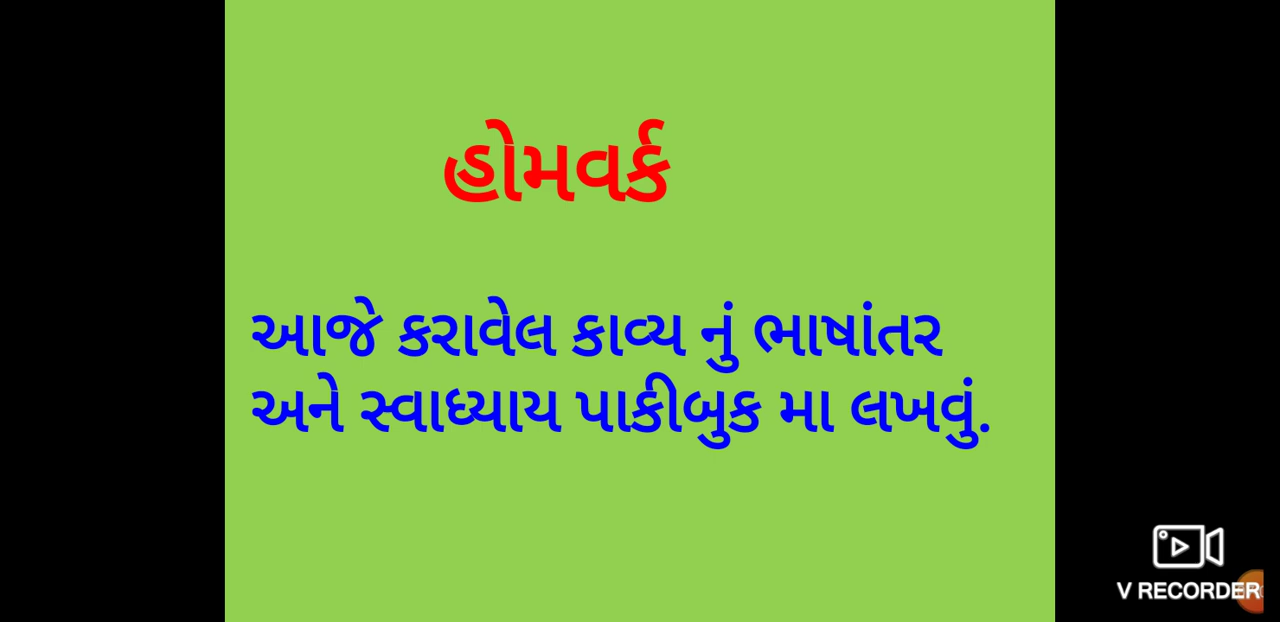 હોમવર્ક
આજે કરાવેલ કાવ્ય નું ભાષાંતર
અને સ્વાધ્યાય પાકીબુક મા લખવું.
V RECORDER